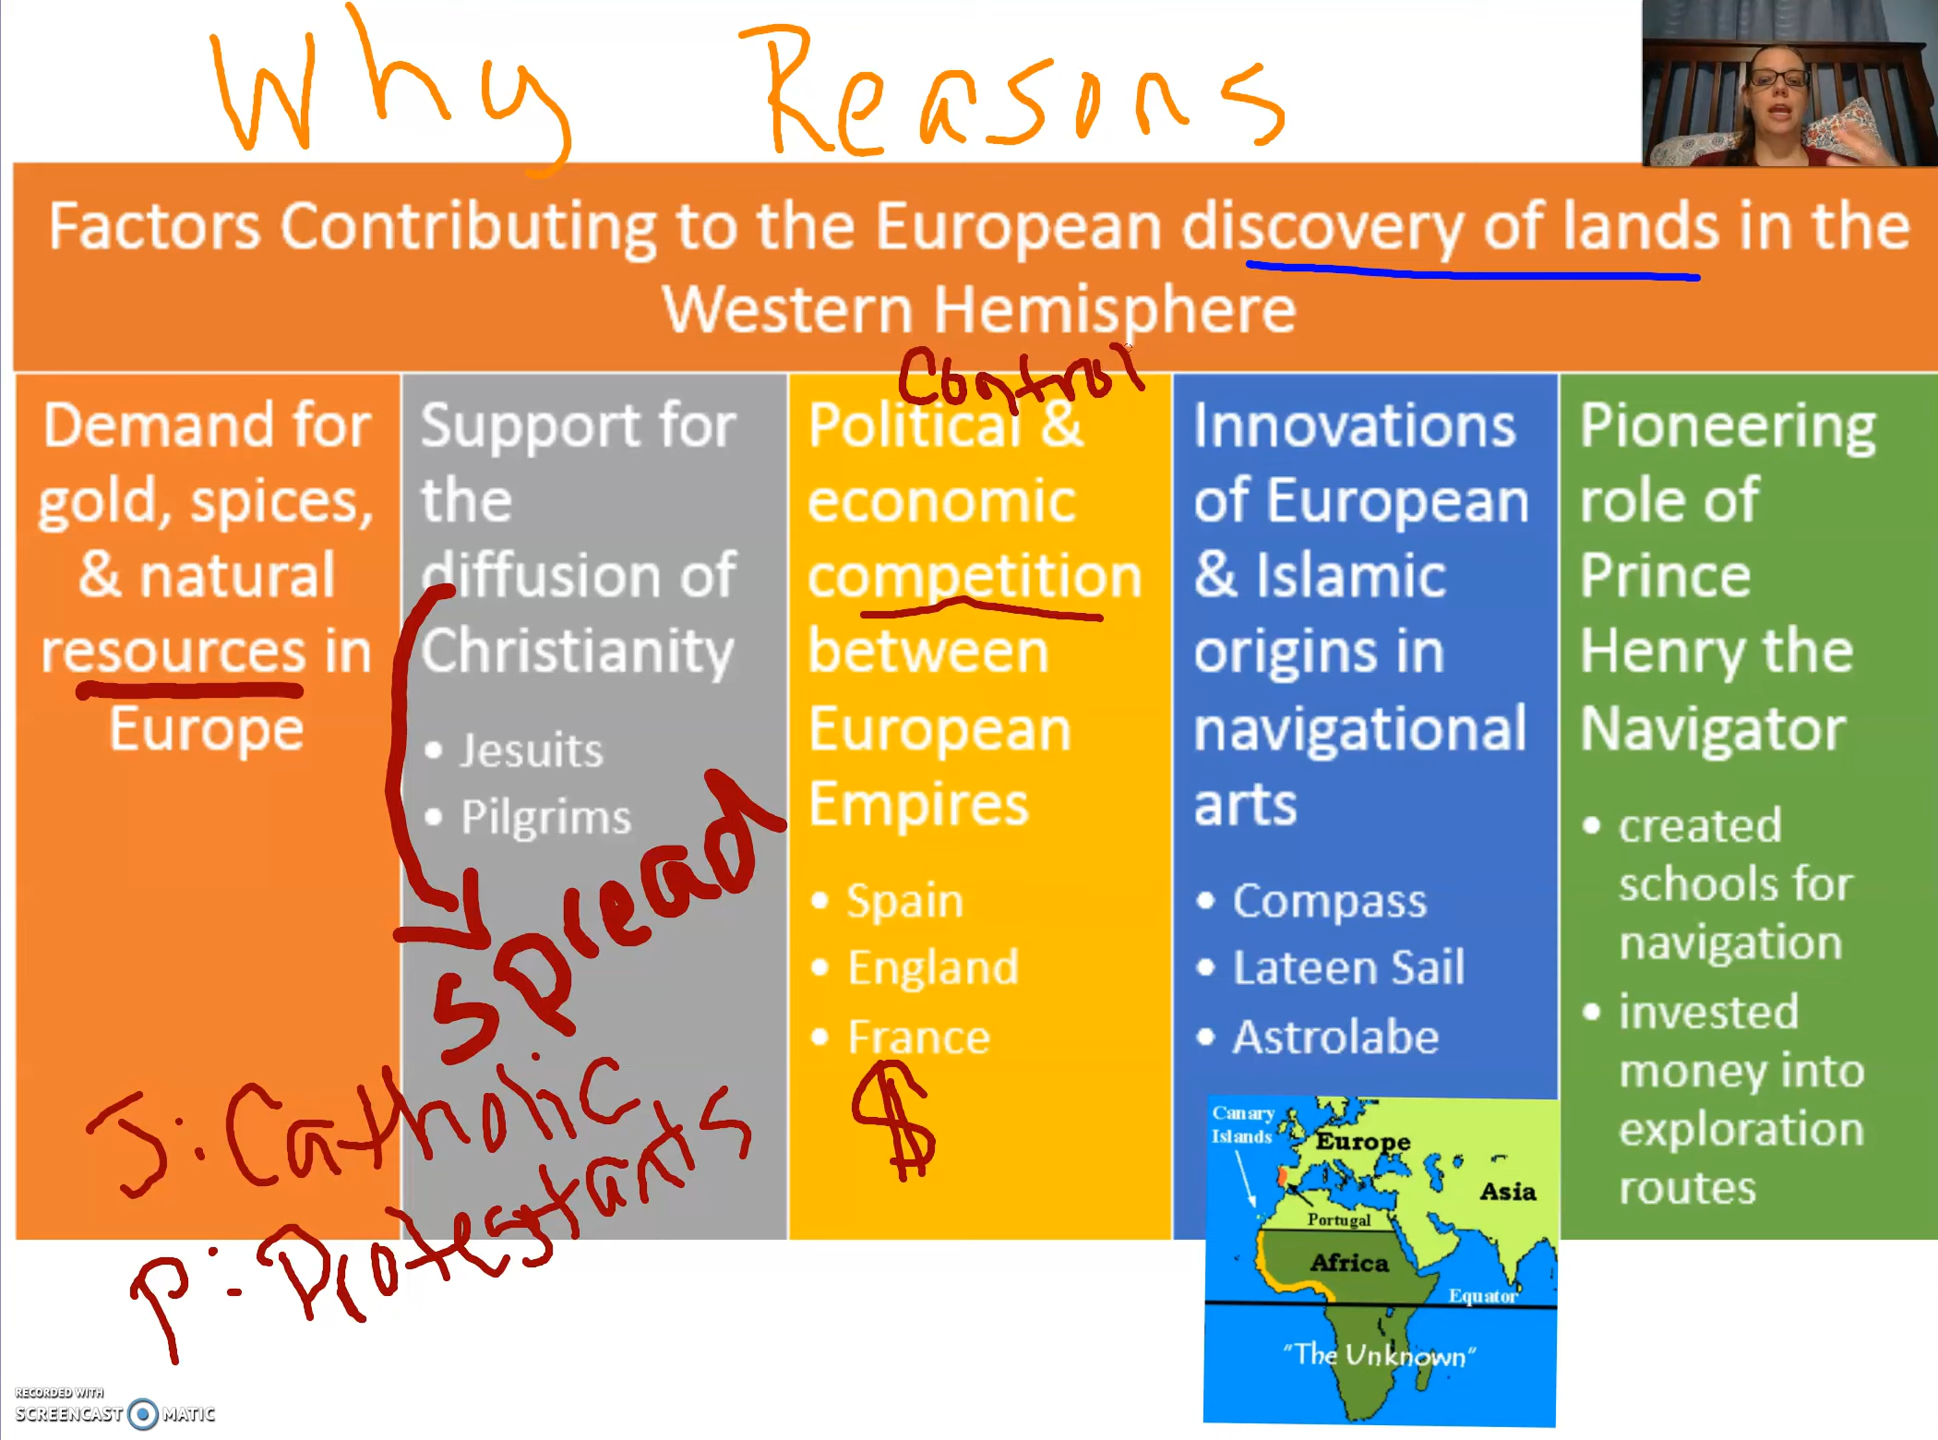 Why Reasons
Factors Contributing to the European discovery of lands in the
Western Hemisphere
Control
Demand for
gold, spices,
& natural
resources in
Europe
Support for
the
diffusion of
Christianity
• Jesuits
• Pilgrims
Spread
J: Catholic
P: Protestants
Political &
economic
competition
between
European
Empires
• Spain
• England
• France
$
Innovations
of European
& Islamic
origins in
navigational
arts
• Compass
• Lateen Sail
• Astrolabe
Canary
Islands
Europe
Asia
Portugal
Africa
Equator
"The Unknown"
Pioneering
role of
Prince
Henry the
Navigator
• created
schools for
navigation
• invested
money into
exploration
routes
RECORDED WITH
SCREENCAST MATIC